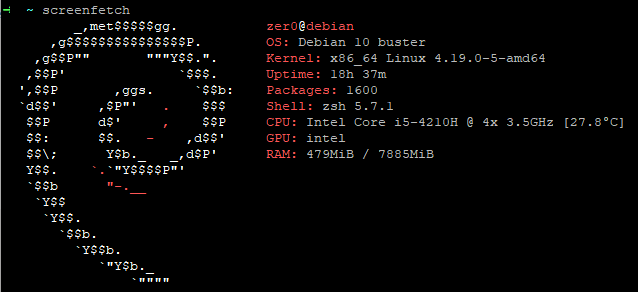 ~ screenfetch
_,met$$$$$gg.           zer0@debian
,g$$$$$$$$$$$$$$$P.       OS: Debian 10 buster
,g$$P""       """Y$$.".     Kernel: x86_64 Linux 4.19.0-5-amd64
,$$P'              `$$$.     Uptime: 18h 37m
',$$P       ,ggs.     `$$b:   Packages: 1600
`d$$'     ,$P"'   .    $$$    Shell: zsh 5.7.1
$$P      d$'     ,    $$P    CPU: Intel Core i5-4210H @ 4x 3.5GHz [27.8°C]
$$:      $$.   -    ,d$$'    GPU: intel
$$\;      Y$b._   _,d$P'     RAM: 479MiB / 7885MiB
Y$$.    `.`"Y$$$$P"'
`$$b      "-.__
`Y$$
`Y$$.
`$$b.
`Y$$b.
`"Y$b._
`""""